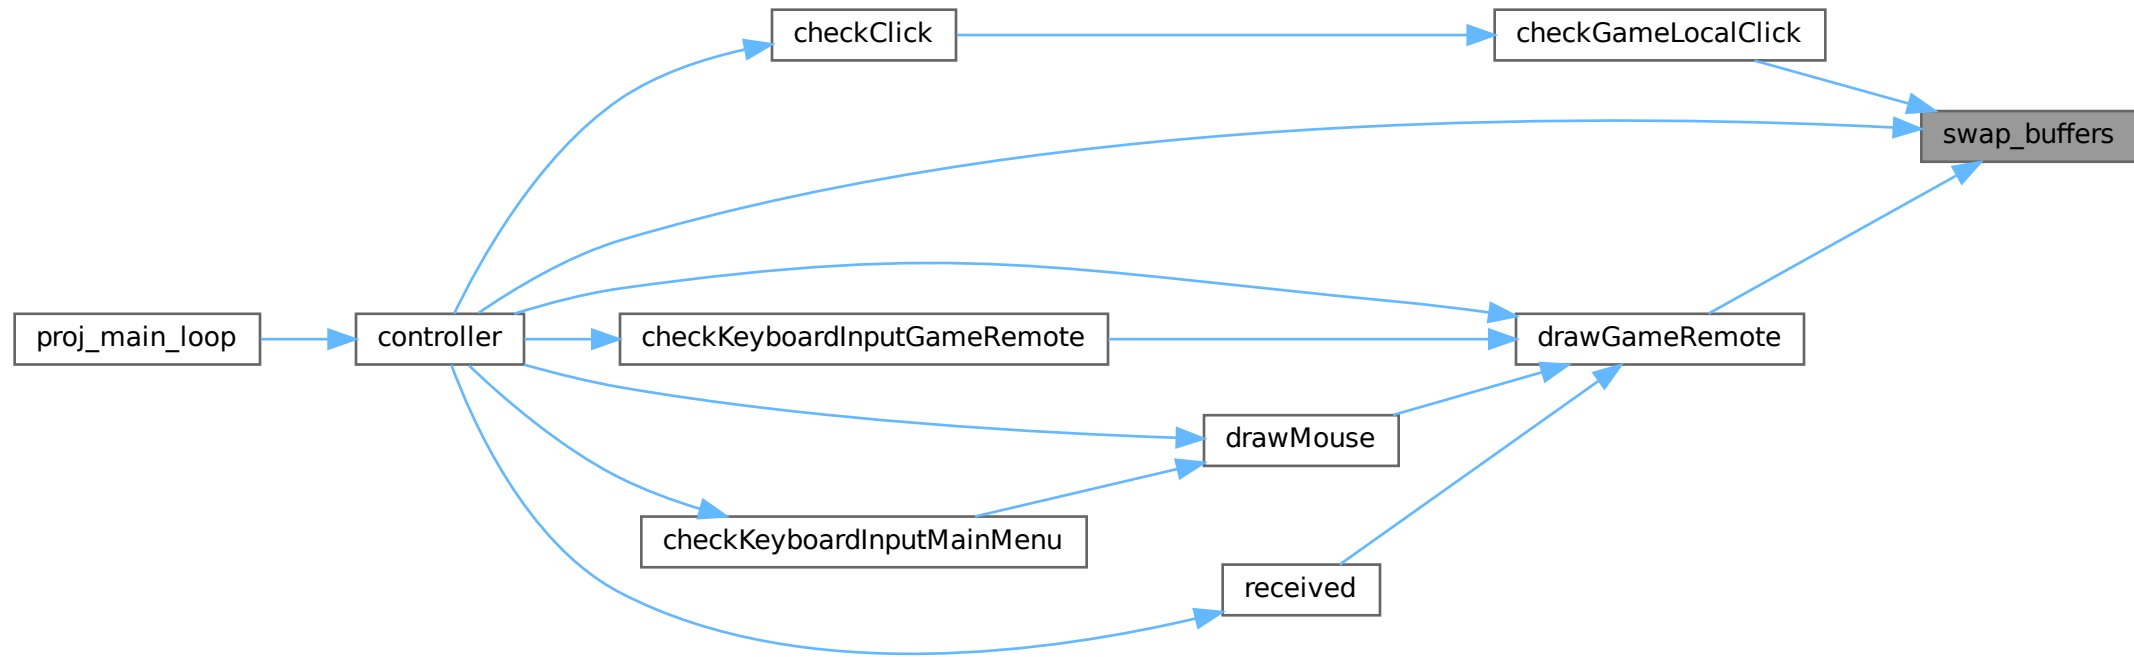 checkClick
checkGameLocalClick
swap_buffers
proj_main_loop
controller
checkKeyboardInputGameRemote
drawGameRemote
drawMouse
checkKeyboardInputMainMenu
received